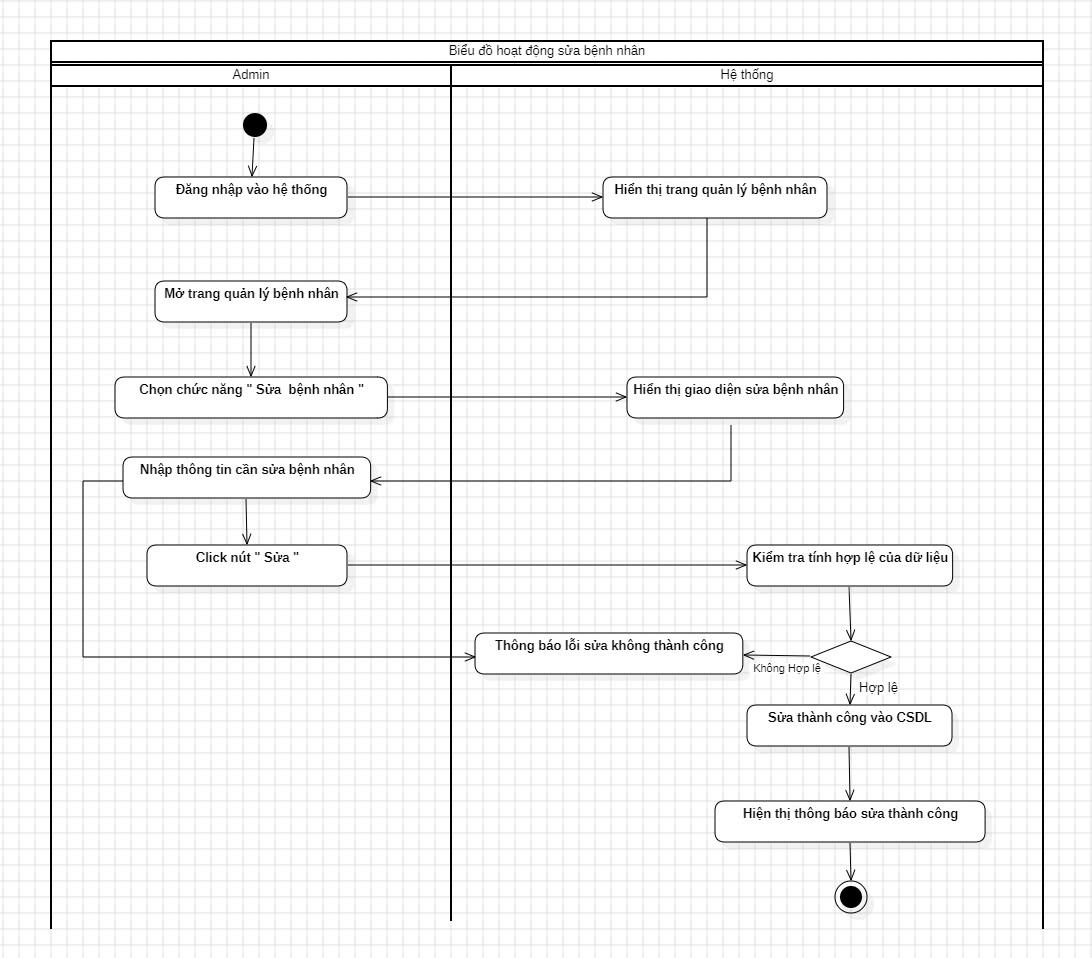 Biểu đồ hoạt động sửa bệnh nhân
Admin
Hệ thống
Đăng nhập vào hệ thống
Hiển thị trang quản lý bệnh nhân
Mở trang quản lý bệnh nhân
Chọn chức năng " Sửa  bệnh nhân "
Hiển thị giao diện sửa bệnh nhân
Nhập thông tin cần sửa bệnh nhân
Click nút " Sửa "
Kiểm tra tính hợp lệ của dữ liệu
Thông báo lỗi sửa không thành công
Không Hợp lệ
Hợp lệ
Sửa thành công vào CSDL
Hiện thị thông báo sửa thành công